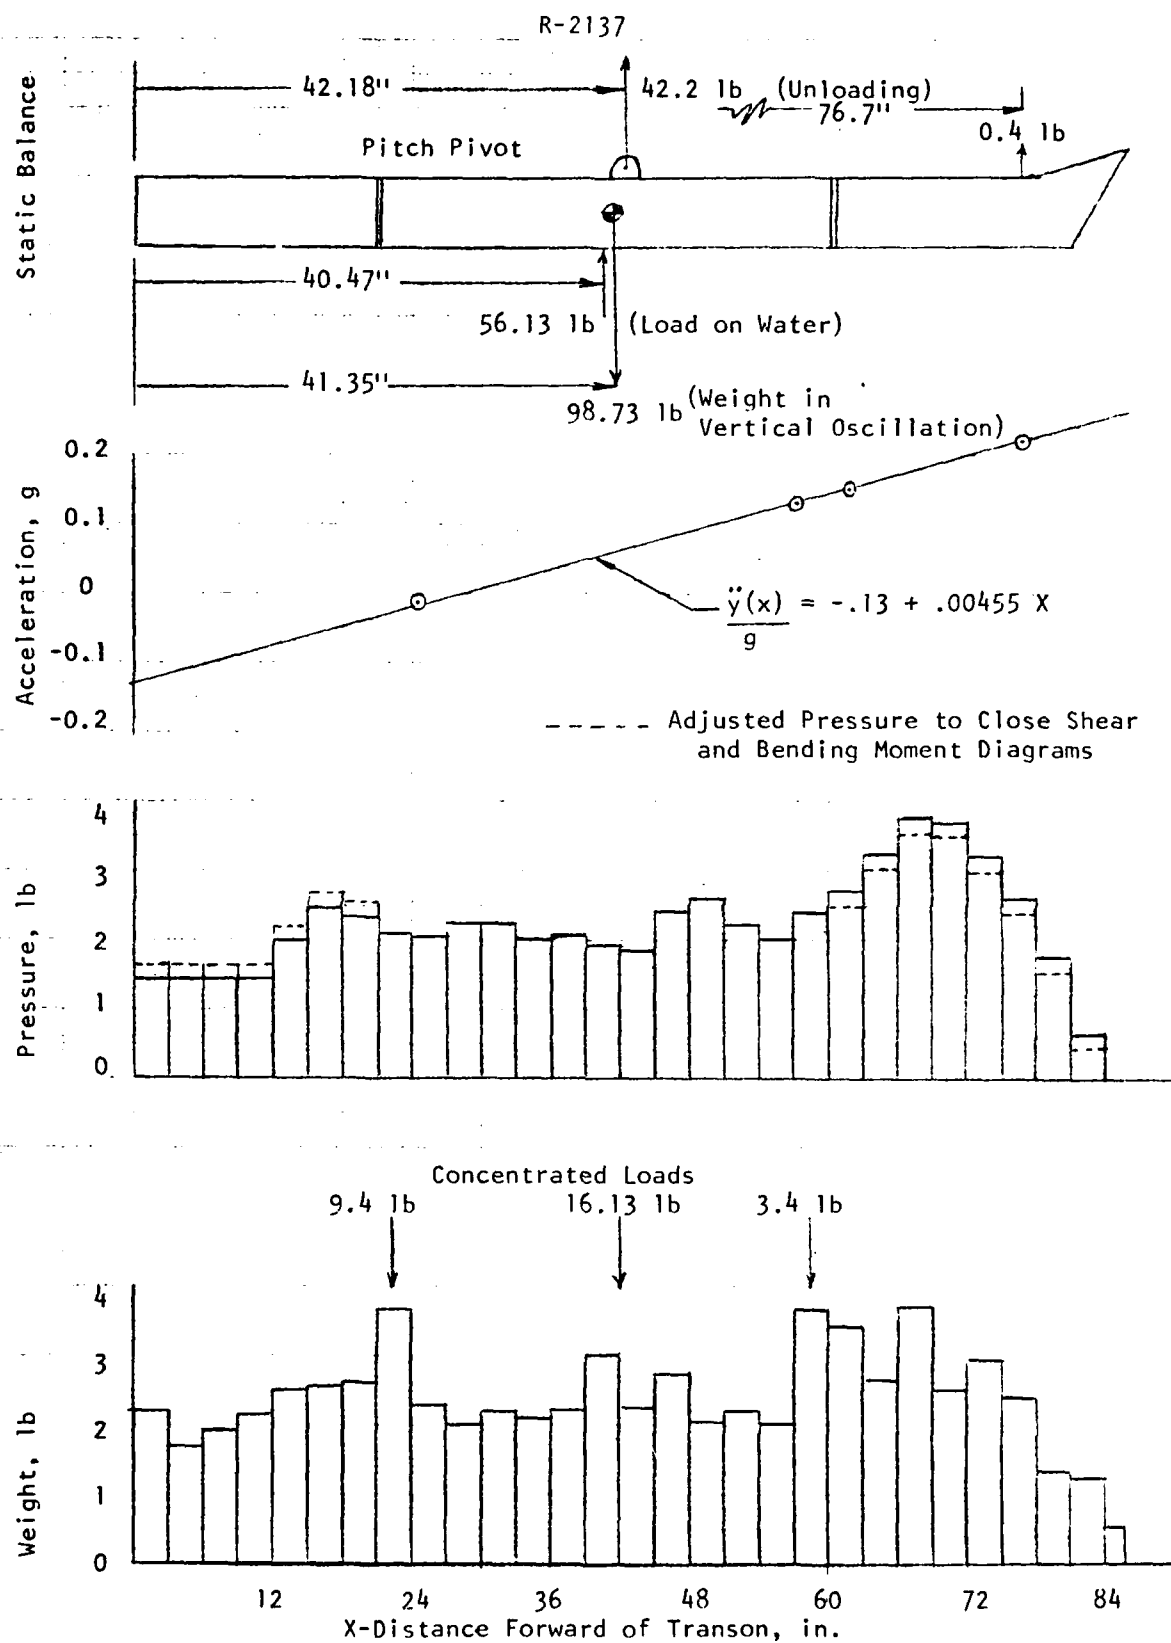 R-2137
Static Balance
42.18"
42.2 lb (Unloading)
76.7"
0.4 lb
Pitch Pivot
40.47"
56.13 lb (Load on Water)
41.35"
98.73 lb (Weight in
Vertical Oscillation)
Acceleration, g
0.2
0.1
0
-0.1
-0.2
ÿ(x)/g = -.13 + .00455 X
----- Adjusted Pressure to Close Shear
and Bending Moment Diagrams
Pressure, lb
4
3
2
1
0
Concentrated Loads
9.4 lb 16.13 lb 3.4 lb
Weight, lb
4
3
2
1
0
12 24 36 48 60 72 84
X-Distance Forward of Transon, in.